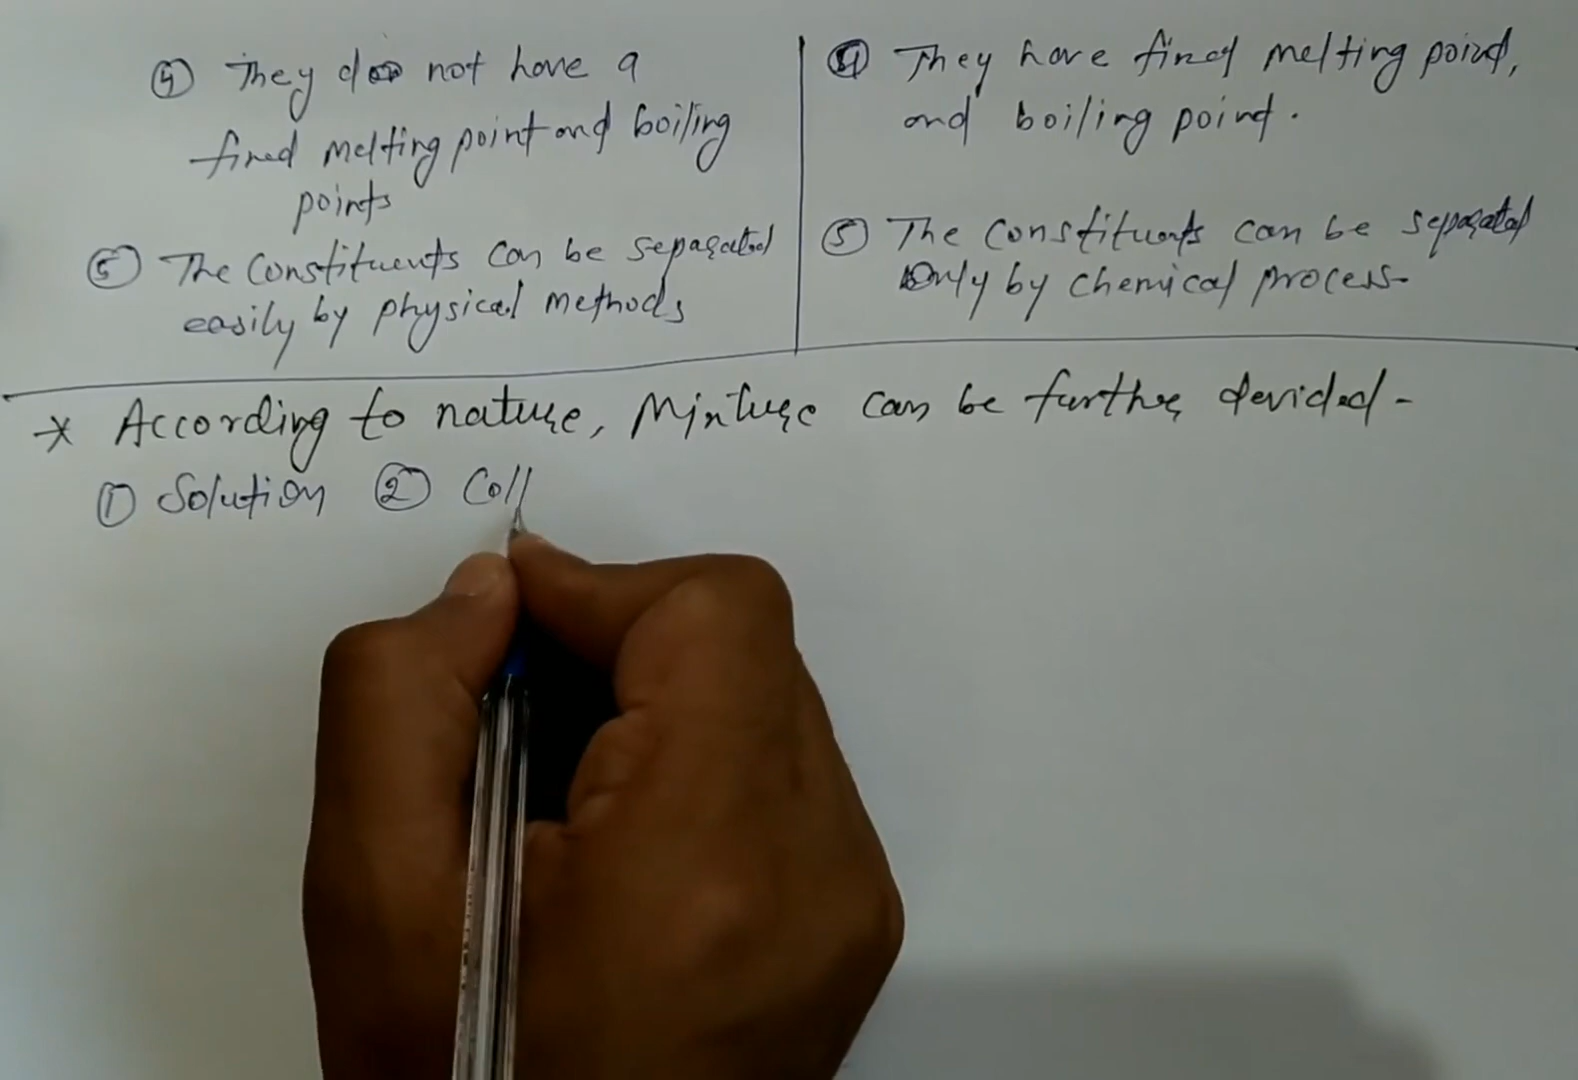 ④ They do not have a
fixed melting point and boiling
points
⑤ The constituents can be separated
easily by physical methods
④ They have fixed melting point,
and boiling point.
⑤ The constituents can be separated
Only by chemical process-
* According to nature, Mixture can be further devided -
① Solution ② Coll